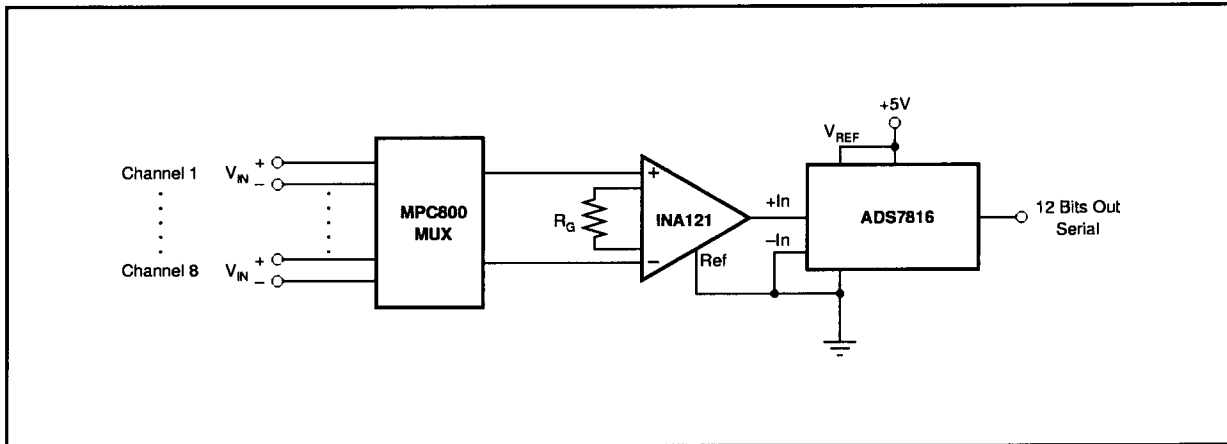 Channel 1
V_IN
+
–
Channel 8
V_IN
+
–
MPC800
MUX
R_G
+
INA121
–
Ref
+In
–In
+5V
V_REF
ADS7816
12 Bits Out
Serial